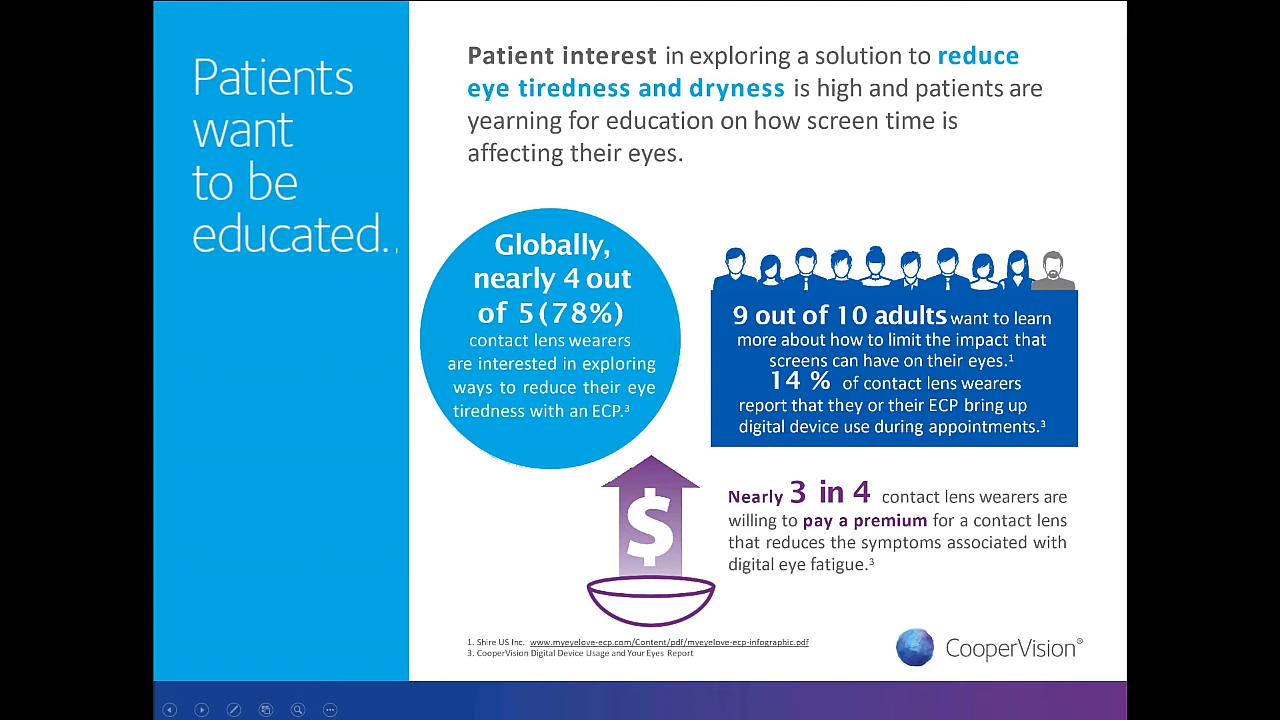 Patients
want
to be
educated..
Patient interest in exploring a solution to reduce
eye tiredness and dryness is high and patients are
yearning for education on how screen time is
affecting their eyes.
Globally,
nearly 4 out
of 5 (78%)
contact lens wearers
are interested in exploring
ways to reduce their eye
tiredness with an ECP.³
9 out of 10 adults want to learn
more about how to limit the impact that
screens can have on their eyes.¹
14 % of contact lens wearers
report that they or their ECP bring up
digital device use during appointments.³
$
Nearly 3 in 4 contact lens wearers are
willing to pay a premium for a contact lens
that reduces the symptoms associated with
digital eye fatigue.³
1. Shire US Inc. www.myeyelove-ecp.com/Content/pdf/myeyelove-ecp-infographic.pdf
3. CooperVision Digital Device Usage and Your Eyes Report
CooperVision®